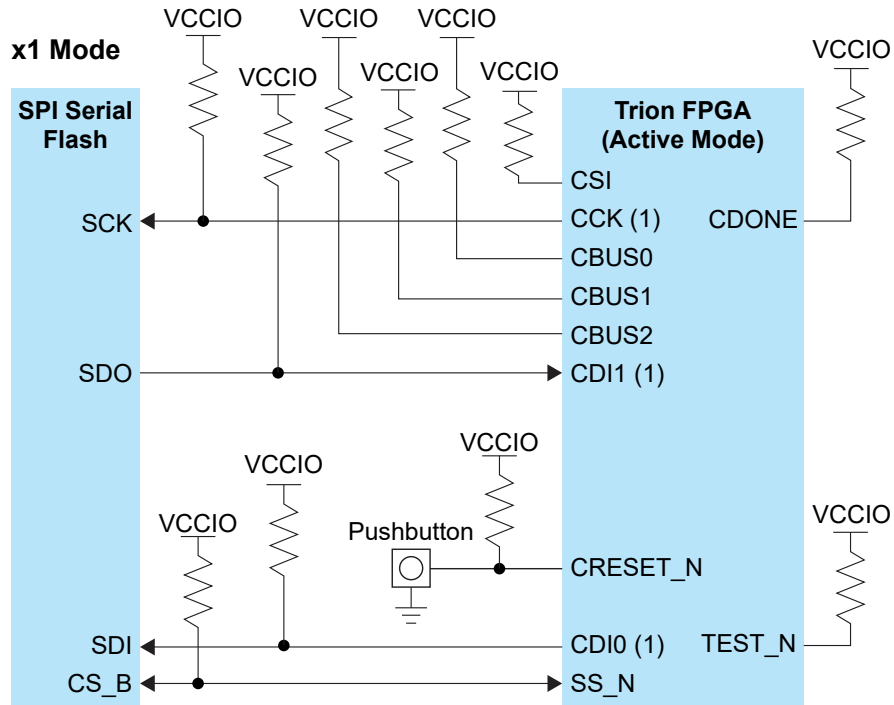 VCCIO
VCCIO
VCCIO
x1 Mode
VCCIO
VCCIO
VCCIO
VCCIO
SPI Serial
Flash
Trion FPGA
(Active Mode)
CSI
SCK
CCK (1)
CDONE
CBUS0
CBUS1
CBUS2
SDO
CDI1 (1)
VCCIO
VCCIO
VCCIO
VCCIO
Pushbutton
CRESET_N
SDI
CDI0 (1)
TEST_N
CS_B
SS_N